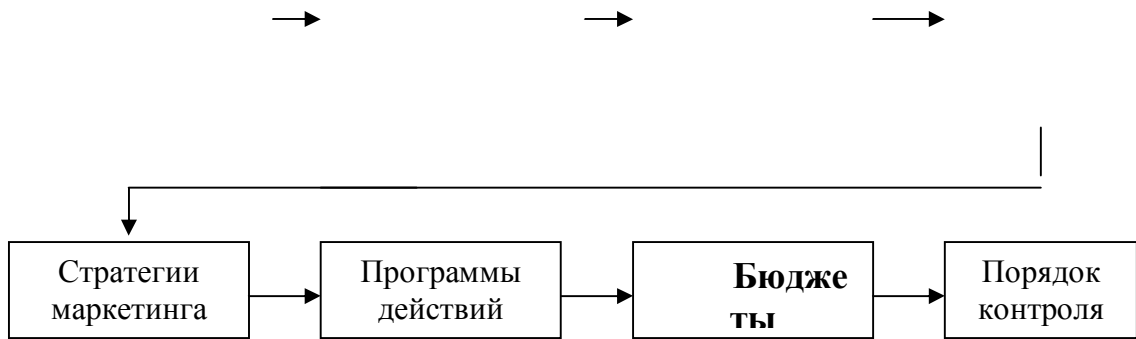 Стратегии
маркетинга
Программы
действий
Бюдже
ты
Порядок
контроля